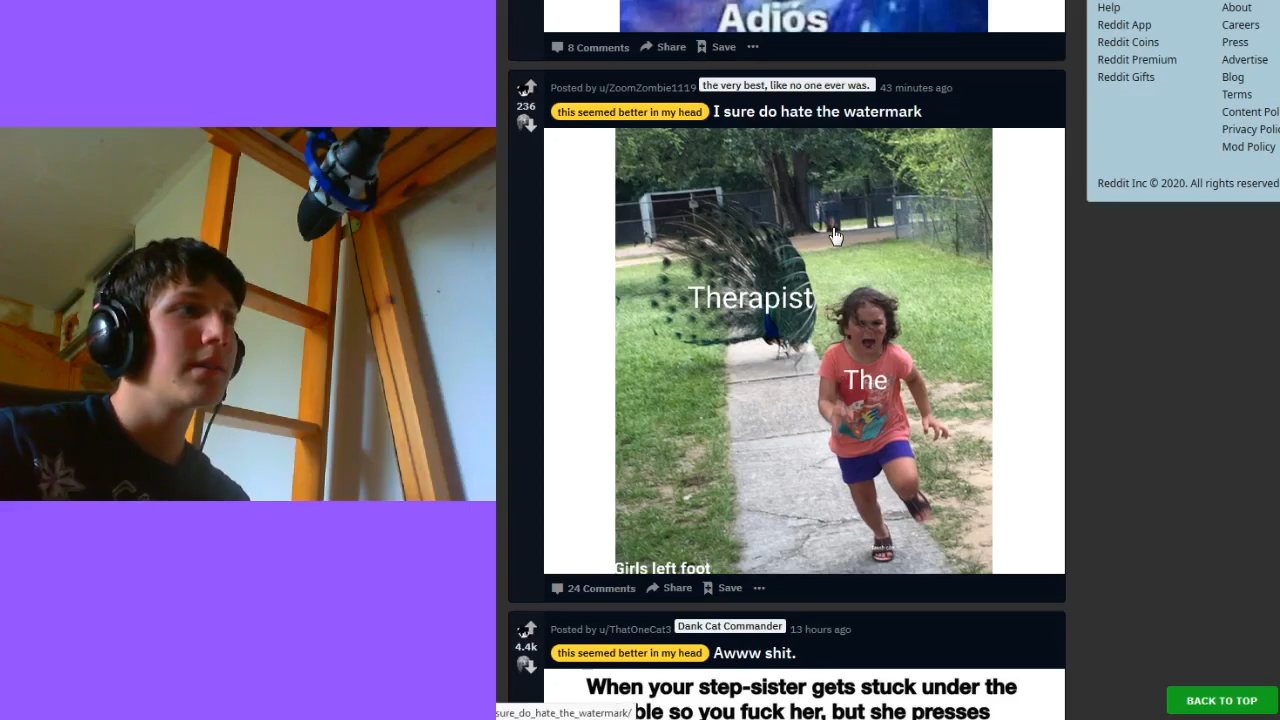 Adiós
8 Comments Share Save
Posted by u/ZoomZombie1119 the very best, like no one ever was. 43 minutes ago
236
this seemed better in my head I sure do hate the watermark
Therapist
The
Girls left foot
24 Comments Share Save
Posted by u/ThatOneCat3 Dank Cat Commander 13 hours ago
4.4k
this seemed better in my head Awww shit.
When your step-sister gets stuck under the
ble so you fuck her, but she presses
sure_do_hate_the_watermark/
Help About
Reddit App Careers
Reddit Coins Press
Reddit Premium Advertise
Reddit Gifts Blog
Terms
Content Pol
Privacy Polic
Mod Policy
Reddit Inc © 2020. All rights reserved
BACK TO TOP